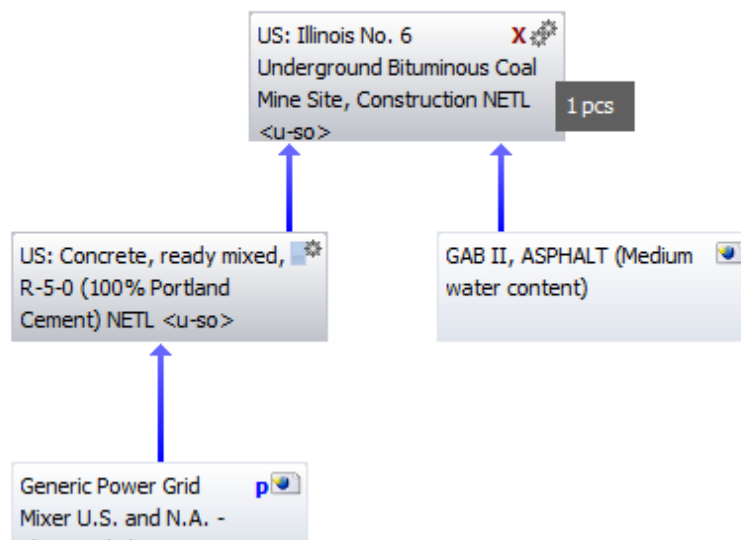 US: Illinois No. 6 X
Underground Bituminous Coal
Mine Site, Construction NETL
<u-so>
1 pcs
US: Concrete, ready mixed,
R-5-0 (100% Portland
Cement) NETL <u-so>
GAB II, ASPHALT (Medium
water content)
Generic Power Grid p
Mixer U.S. and N.A. -